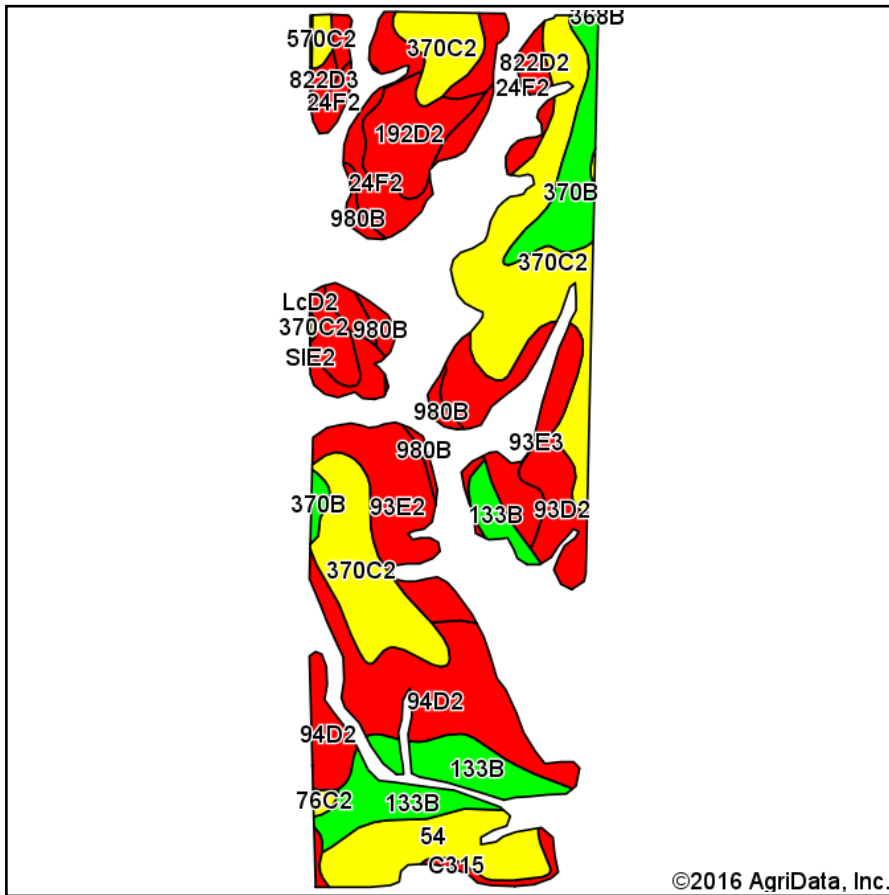 368B
570C2
370C2
822D2
822D3
24F2
24F2
192D2
24F2
370B
980B
370C2
LcD2
370C2
980B
SIE2
980B
93E3
980B
370B
93E2
133B
93D2
370C2
94D2
94D2
133B
76C2
133B
54
C315
©2016 AgriData, Inc.